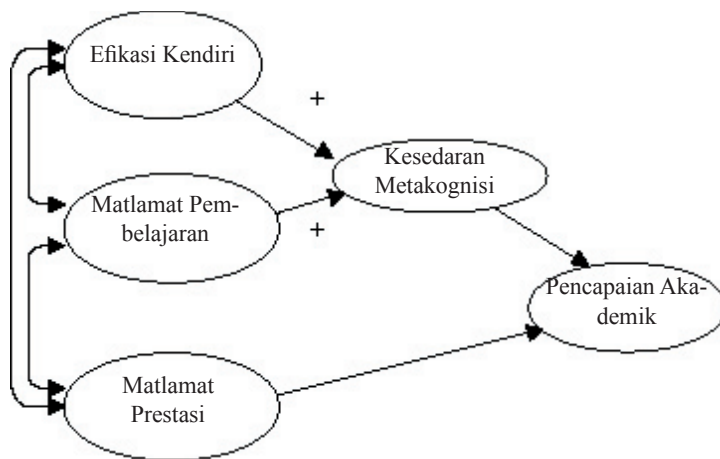 Efikasi Kendiri
+
Kesedaran
Metakognisi
Matlamat Pem-
belajaran
+
Pencapaian Aka-
demik
Matlamat
Prestasi